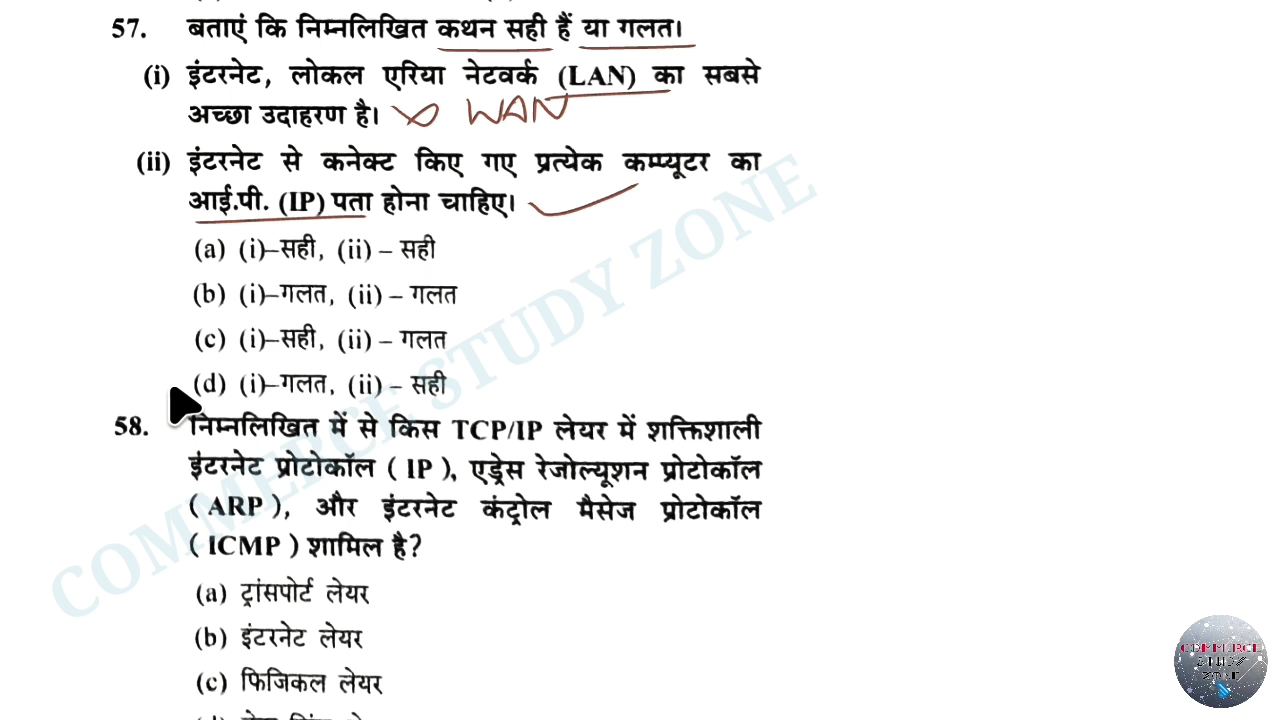 57. बताएं कि निम्नलिखित कथन सही हैं या गलत।
(i) इंटरनेट, लोकल एरिया नेटवर्क (LAN) का सबसे
अच्छा उदाहरण है। WAN
(ii) इंटरनेट से कनेक्ट किए गए प्रत्येक कम्प्यूटर का
आई.पी. (IP) पता होना चाहिए।
(a) (i)–सही, (ii) – सही
(b) (i)–गलत, (ii) – गलत
(c) (i)–सही, (ii) – गलत
(d) (i)–गलत, (ii) – सही
58. निम्नलिखित में से किस TCP/IP लेयर में शक्तिशाली
इंटरनेट प्रोटोकॉल ( IP ), एड्रेस रेजोल्यूशन प्रोटोकॉल
( ARP ), और इंटरनेट कंट्रोल मैसेज प्रोटोकॉल
( ICMP ) शामिल है?
(a) ट्रांसपोर्ट लेयर
(b) इंटरनेट लेयर
(c) फिजिकल लेयर
COMMERCE STUDY ZONE
COMMERCE
STUDY
ZONE